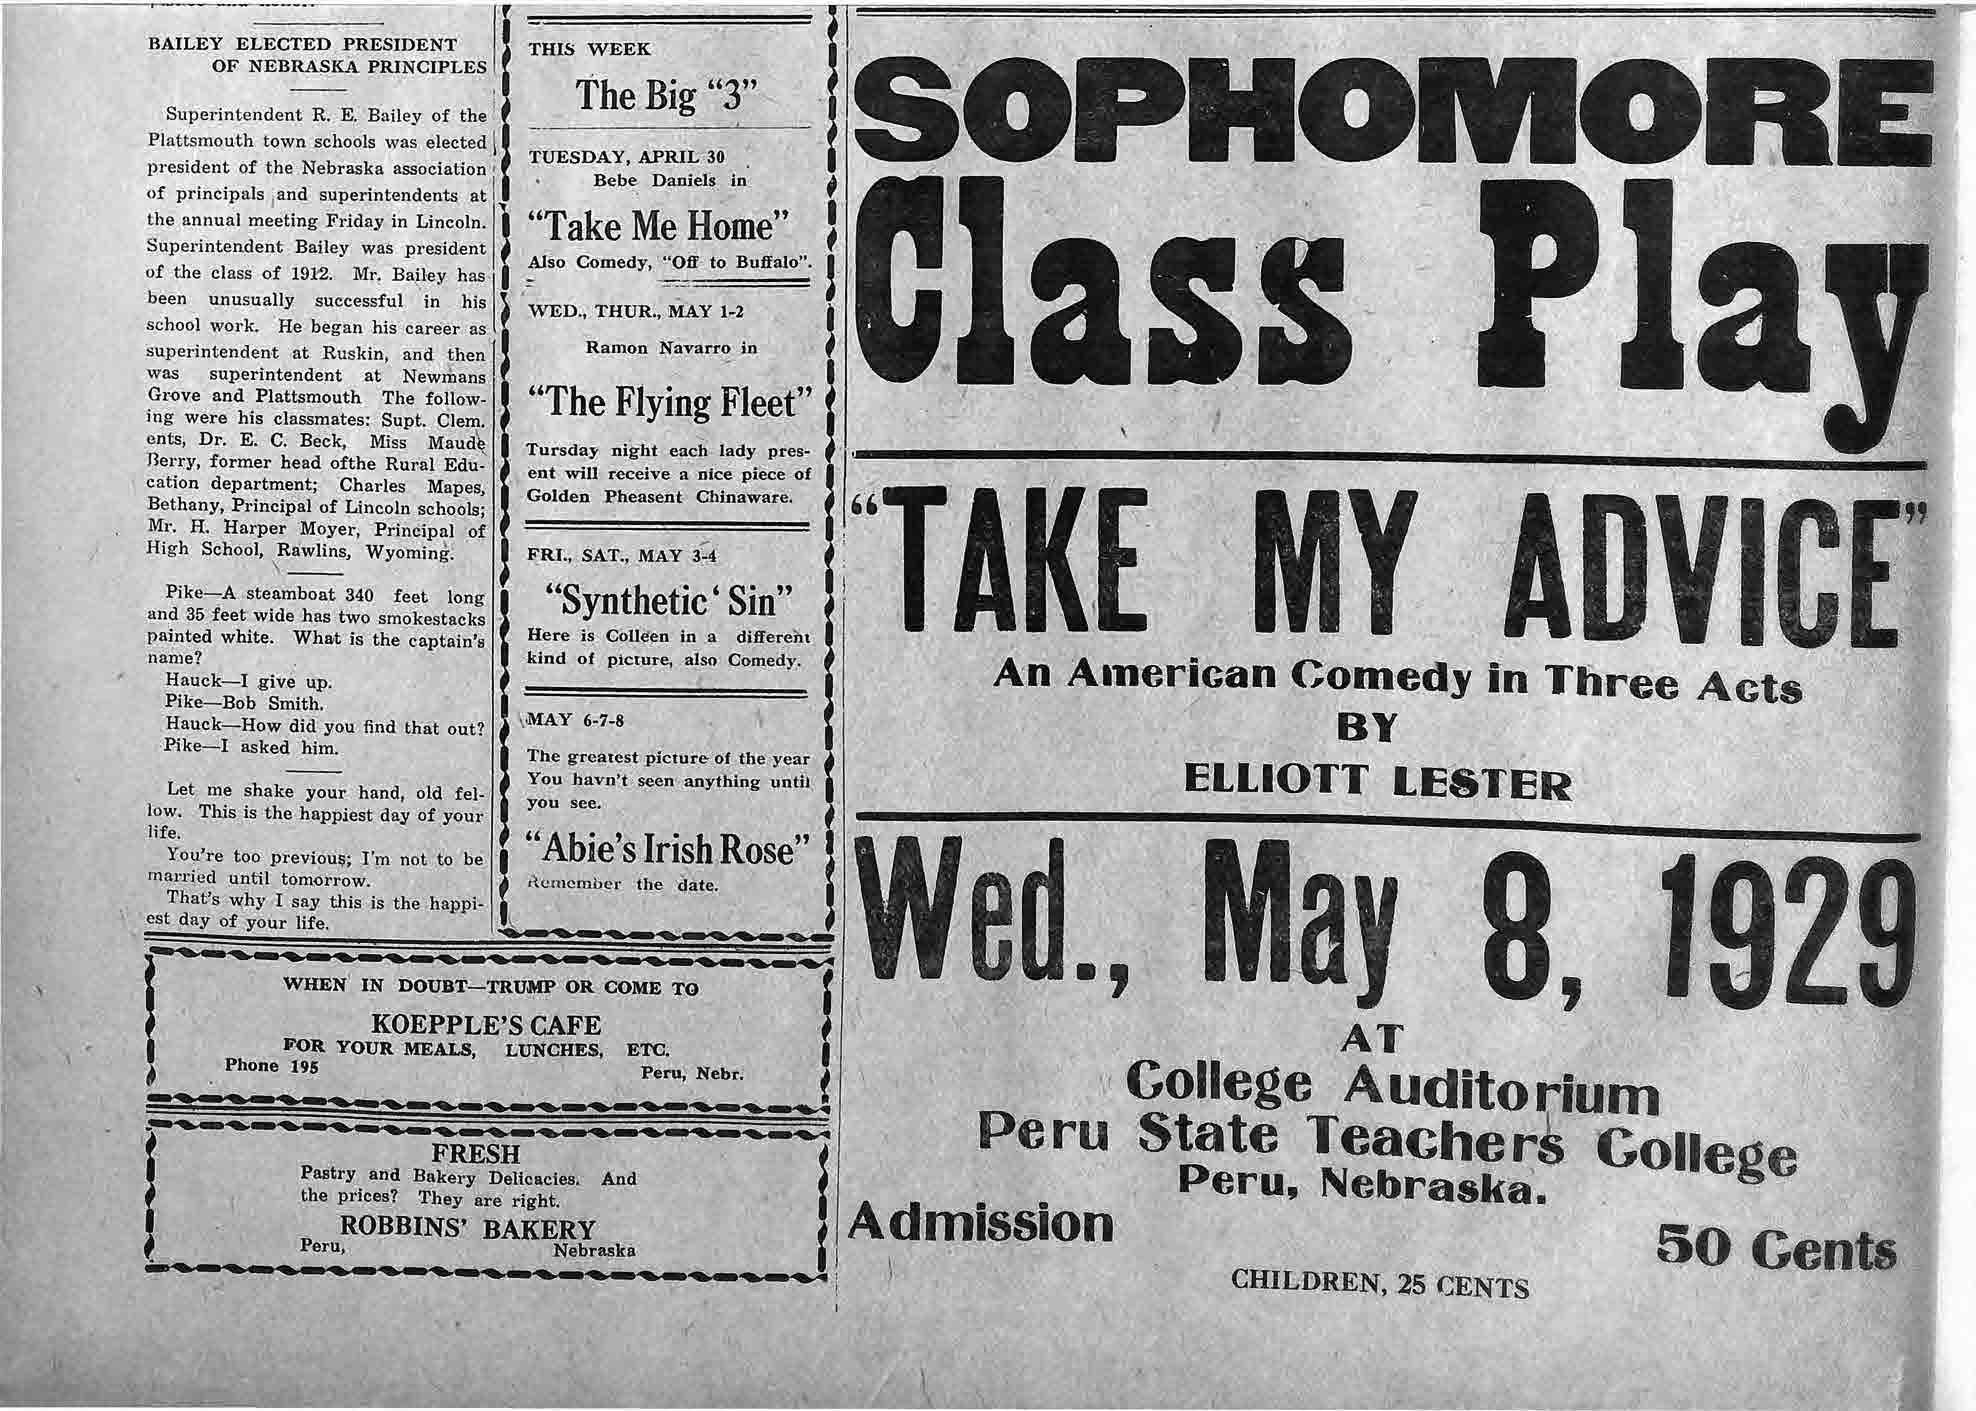 BAILEY ELECTED PRESIDENT
OF NEBRASKA PRINCIPLES
Superintendent R. E. Bailey of the
Plattsmouth town schools was elected
president of the Nebraska association
of principals and superintendents at
the annual meeting Friday in Lincoln.
Superintendent Bailey was president
of the class of 1912. Mr. Bailey has
been unusually successful in his
school work. He began his career as
superintendent at Ruskin, and then
was superintendent at Newmans
Grove and Plattsmouth The follow-
ing were his classmates: Supt. Clem.
ents, Dr. E. C. Beck, Miss Maude
Berry, former head ofthe Rural Edu-
cation department; Charles Mapes,
Bethany, Principal of Lincoln schools;
Mr. H. Harper Moyer, Principal of
High School, Rawlins, Wyoming.
Pike—A steamboat 340 feet long
and 35 feet wide has two smokestacks
painted white. What is the captain's
name?
Hauck—I give up.
Pike—Bob Smith.
Hauck—How did you find that out?
Pike—I asked him.
Let me shake your hand, old fel-
low. This is the happiest day of your
life.
You're too previous; I'm not to be
married until tomorrow.
That's why I say this is the happi-
est day of your life.
THIS WEEK
The Big "3"
TUESDAY, APRIL 30
Bebe Daniels in
"Take Me Home"
Also Comedy, "Off to Buffalo".
WED., THUR., MAY 1-2
Ramon Navarro in
"The Flying Fleet"
Tursday night each lady pres-
ent will receive a nice piece of
Golden Pheasent Chinaware.
FRI., SAT., MAY 3-4
"Synthetic Sin"
Here is Colleen in a different
kind of picture, also Comedy.
MAY 6-7-8
The greatest picture of the year
You havn't seen anything until
you see.
"Abie's Irish Rose"
Remember the date.
WHEN IN DOUBT—TRUMP OR COME TO
KOEPPLE'S CAFE
FOR YOUR MEALS, LUNCHES, ETC.
Phone 195 Peru, Nebr.
FRESH
Pastry and Bakery Delicacies. And
the prices? They are right.
ROBBINS' BAKERY
Peru, Nebraska
SOPHOMORE
Class Play
"TAKE MY ADVICE"
An American Comedy in Three Acts
BY
ELLIOTT LESTER
Wed., May 8, 1929
AT
College Auditorium
Peru State Teachers College
Peru, Nebraska.
Admission 50 Cents
CHILDREN, 25 CENTS